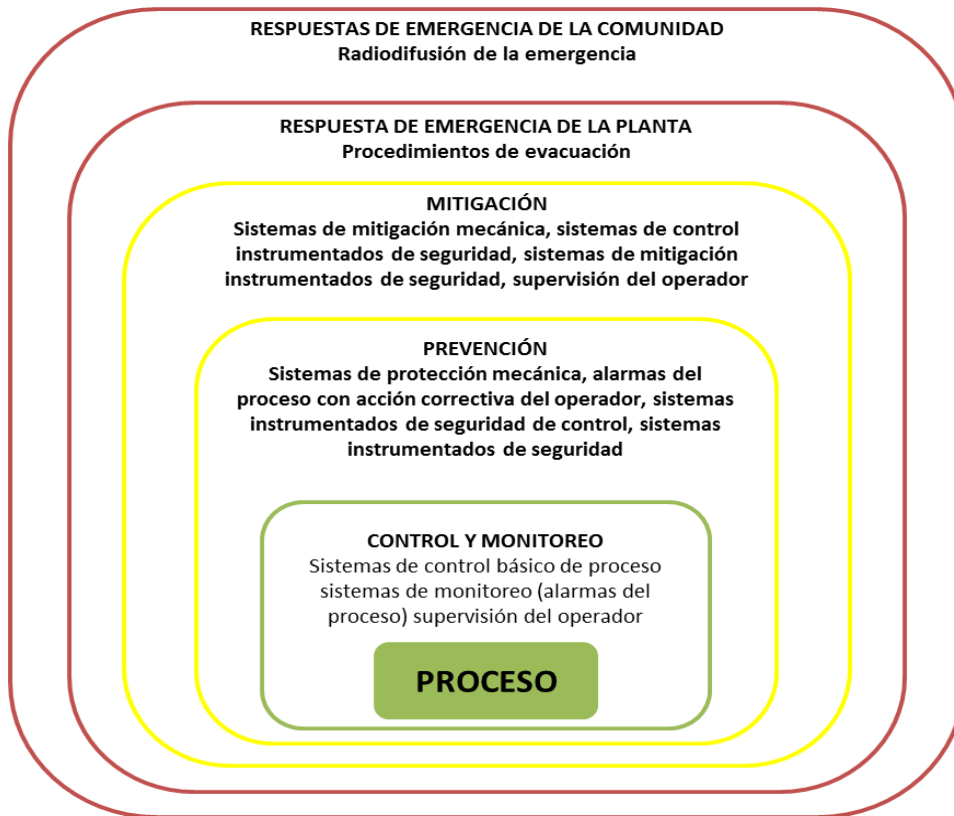 RESPUESTAS DE EMERGENCIA DE LA COMUNIDAD
Radiodifusión de la emergencia
RESPUESTA DE EMERGENCIA DE LA PLANTA
Procedimientos de evacuación
MITIGACIÓN
Sistemas de mitigación mecánica, sistemas de control
instrumentados de seguridad, sistemas de mitigación
instrumentados de seguridad, supervisión del operador
PREVENCIÓN
Sistemas de protección mecánica, alarmas del
proceso con acción correctiva del operador, sistemas
instrumentados de seguridad de control, sistemas
instrumentados de seguridad
CONTROL Y MONITOREO
Sistemas de control básico de proceso
sistemas de monitoreo (alarmas del
proceso) supervisión del operador
PROCESO